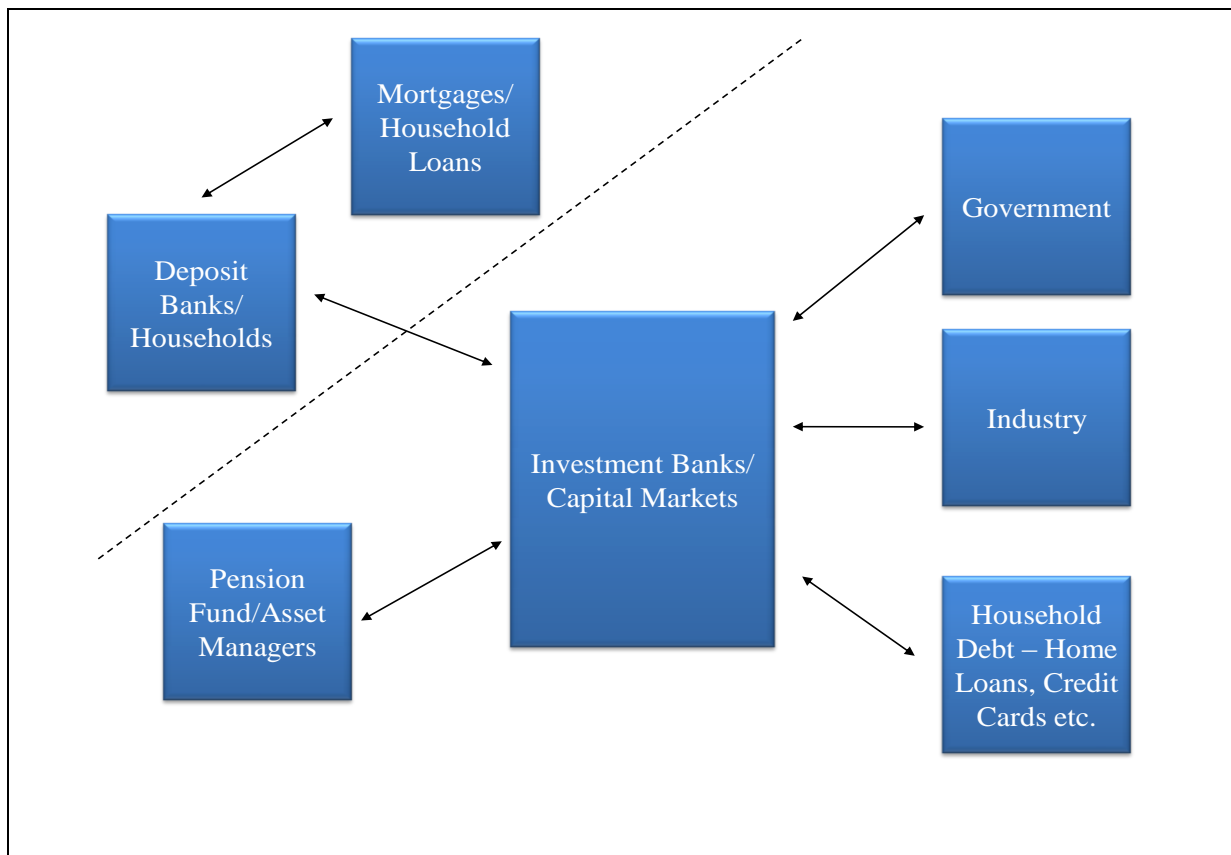 Mortgages/
Household
Loans
Government
Deposit
Banks/
Households
Industry
Investment Banks/
Capital Markets
Pension
Fund/Asset
Managers
Household
Debt – Home
Loans, Credit
Cards etc.